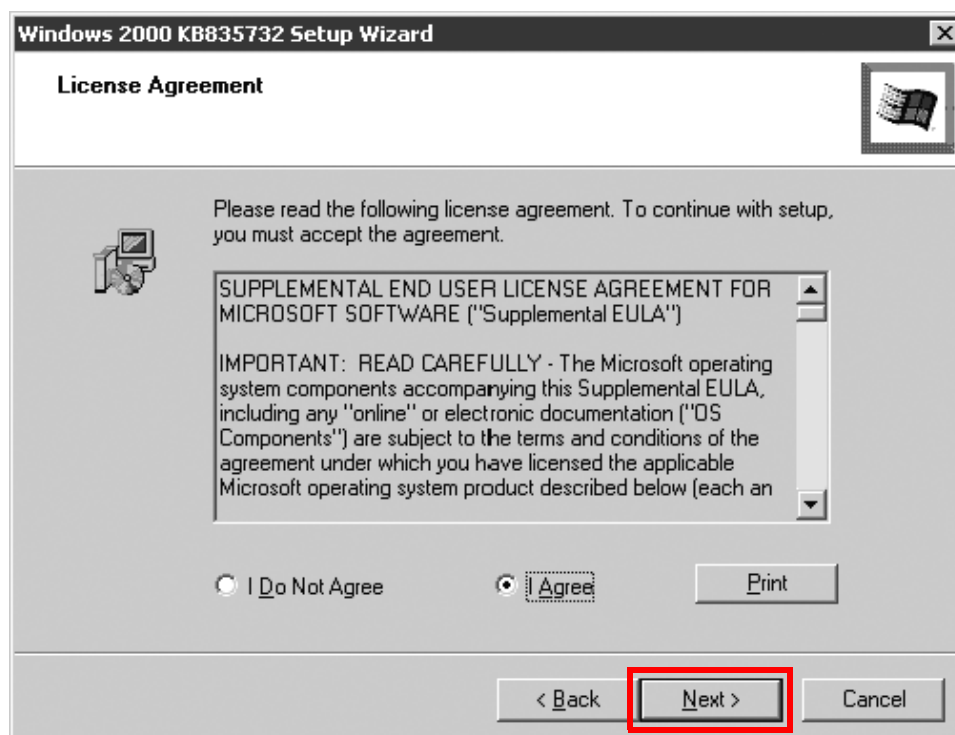 Windows 2000 KB835732 Setup Wizard
License Agreement
Please read the following license agreement. To continue with setup,
you must accept the agreement.
SUPPLEMENTAL END USER LICENSE AGREEMENT FOR
MICROSOFT SOFTWARE ("Supplemental EULA")
IMPORTANT: READ CAREFULLY - The Microsoft operating
system components accompanying this Supplemental EULA,
including any "online" or electronic documentation ("OS
Components") are subject to the terms and conditions of the
agreement under which you have licensed the applicable
Microsoft operating system product described below (each an
I Do Not Agree
I Agree
Print
< Back
Next >
Cancel